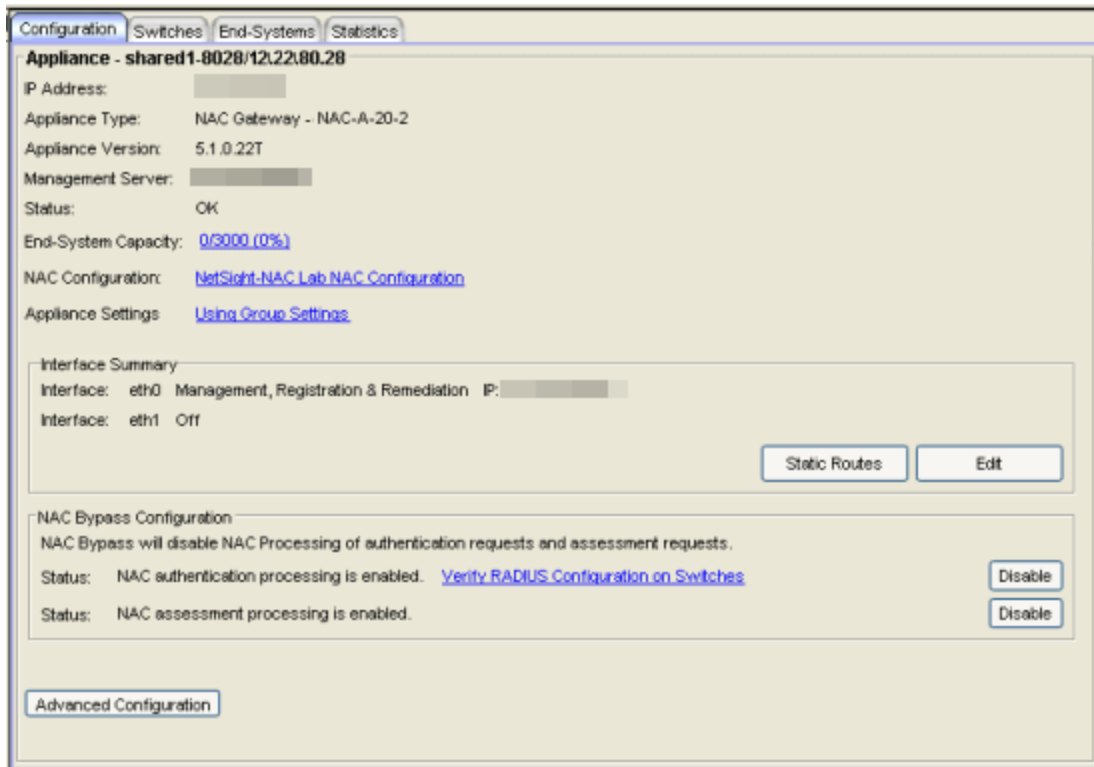 Configuration Switches End-Systems Statistics
Appliance - shared1-8028/12\22\80.28
IP Address:
Appliance Type: NAC Gateway - NAC-A-20-2
Appliance Version: 5.1.0.22T
Management Server:
Status: OK
End-System Capacity: 0/3000 (0%)
NAC Configuration: NetSight-NAC Lab NAC Configuration
Appliance Settings Using Group Settings
Interface Summary
Interface: eth0 Management, Registration & Remediation IP:
Interface: eth1 Off
Static Routes Edit
NAC Bypass Configuration
NAC Bypass will disable NAC Processing of authentication requests and assessment requests.
Status: NAC authentication processing is enabled. Verify RADIUS Configuration on Switches Disable
Status: NAC assessment processing is enabled. Disable
Advanced Configuration